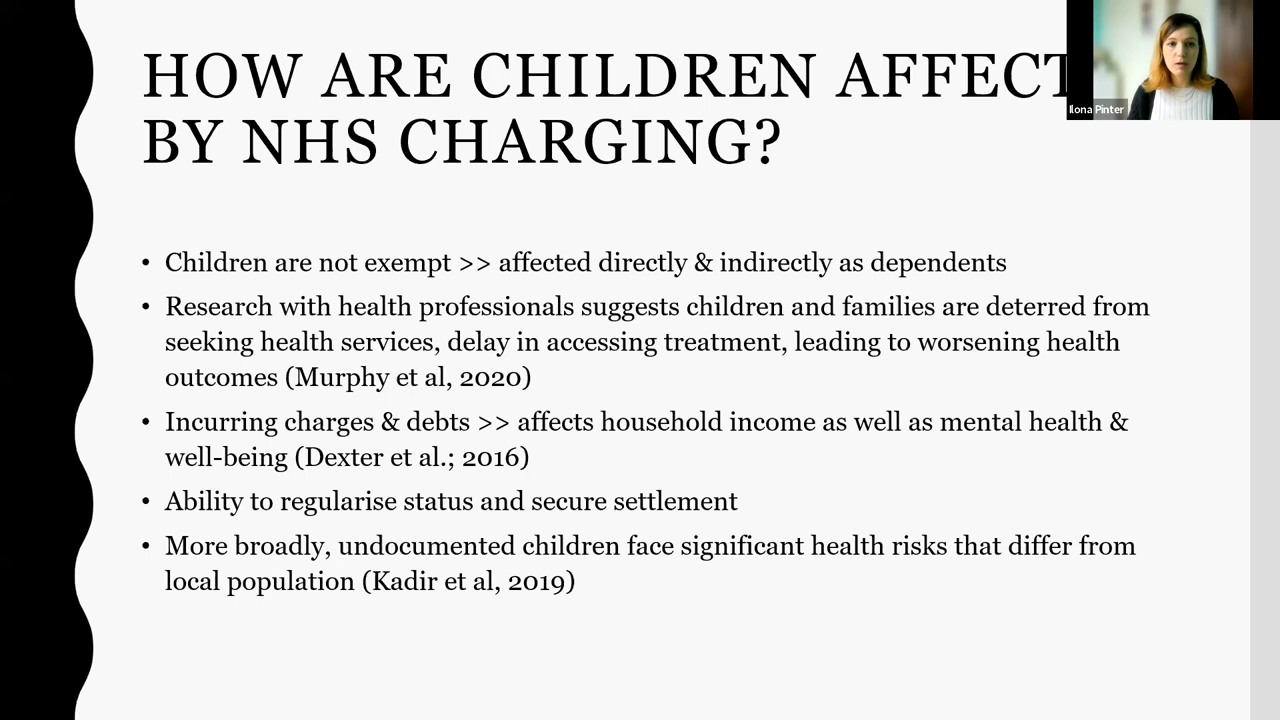 HOW ARE CHILDREN AFFECT
BY NHS CHARGING?
Ilona Pinter
• Children are not exempt >> affected directly & indirectly as dependents
• Research with health professionals suggests children and families are deterred from
seeking health services, delay in accessing treatment, leading to worsening health
outcomes (Murphy et al, 2020)
• Incurring charges & debts >> affects household income as well as mental health &
well-being (Dexter et al.; 2016)
• Ability to regularise status and secure settlement
• More broadly, undocumented children face significant health risks that differ from
local population (Kadir et al, 2019)